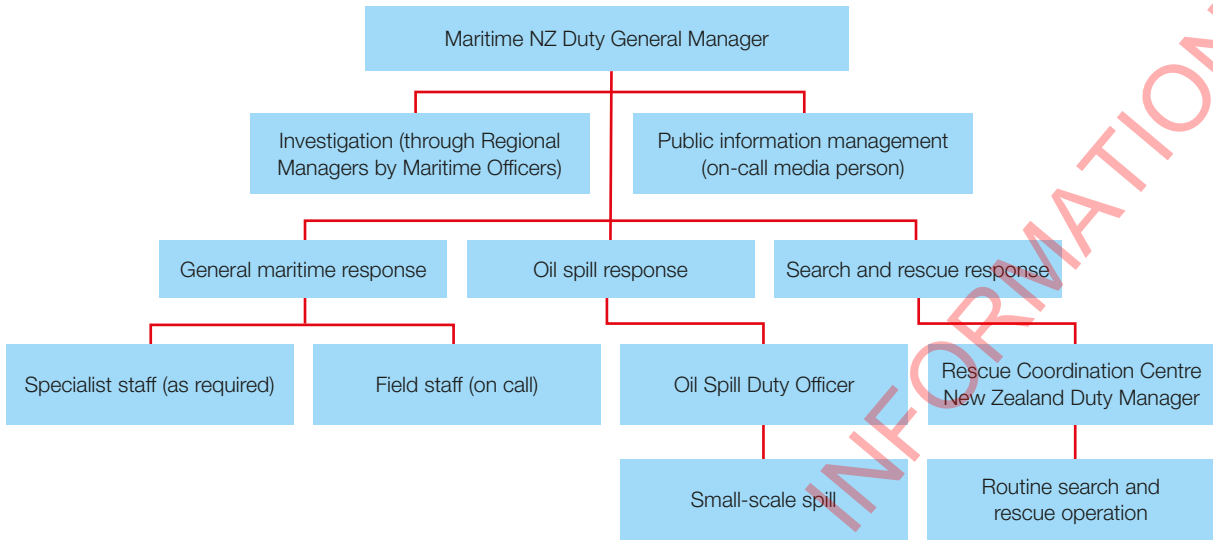 Maritime NZ Duty General Manager
Investigation (through Regional
Managers by Maritime Officers)
Public information management
(on-call media person)
General maritime response
Oil spill response
Search and rescue response
Specialist staff (as required)
Field staff (on call)
Oil Spill Duty Officer
Rescue Coordination Centre
New Zealand Duty Manager
Small-scale spill
Routine search and
rescue operation
INFORMATION